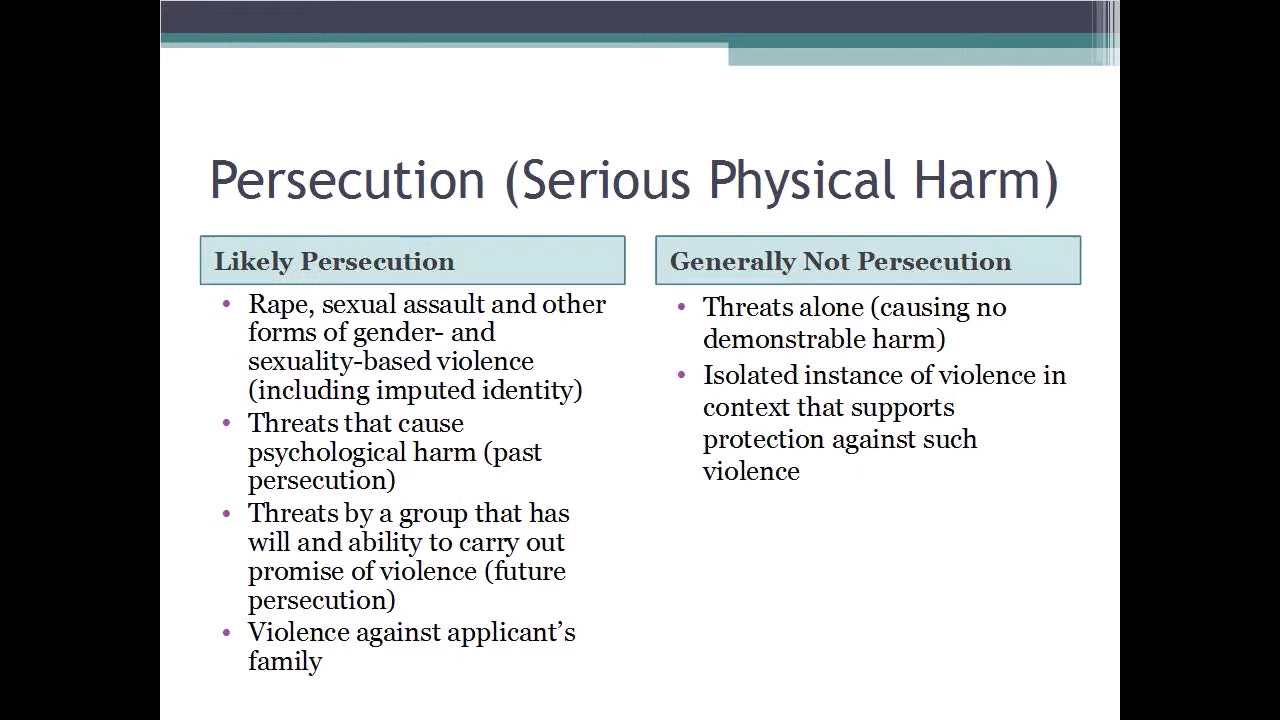 Persecution (Serious Physical Harm)
Likely Persecution
• Rape, sexual assault and other
forms of gender- and
sexuality-based violence
(including imputed identity)
• Threats that cause
psychological harm (past
persecution)
• Threats by a group that has
will and ability to carry out
promise of violence (future
persecution)
• Violence against applicant’s
family
Generally Not Persecution
• Threats alone (causing no
demonstrable harm)
• Isolated instance of violence in
context that supports
protection against such
violence